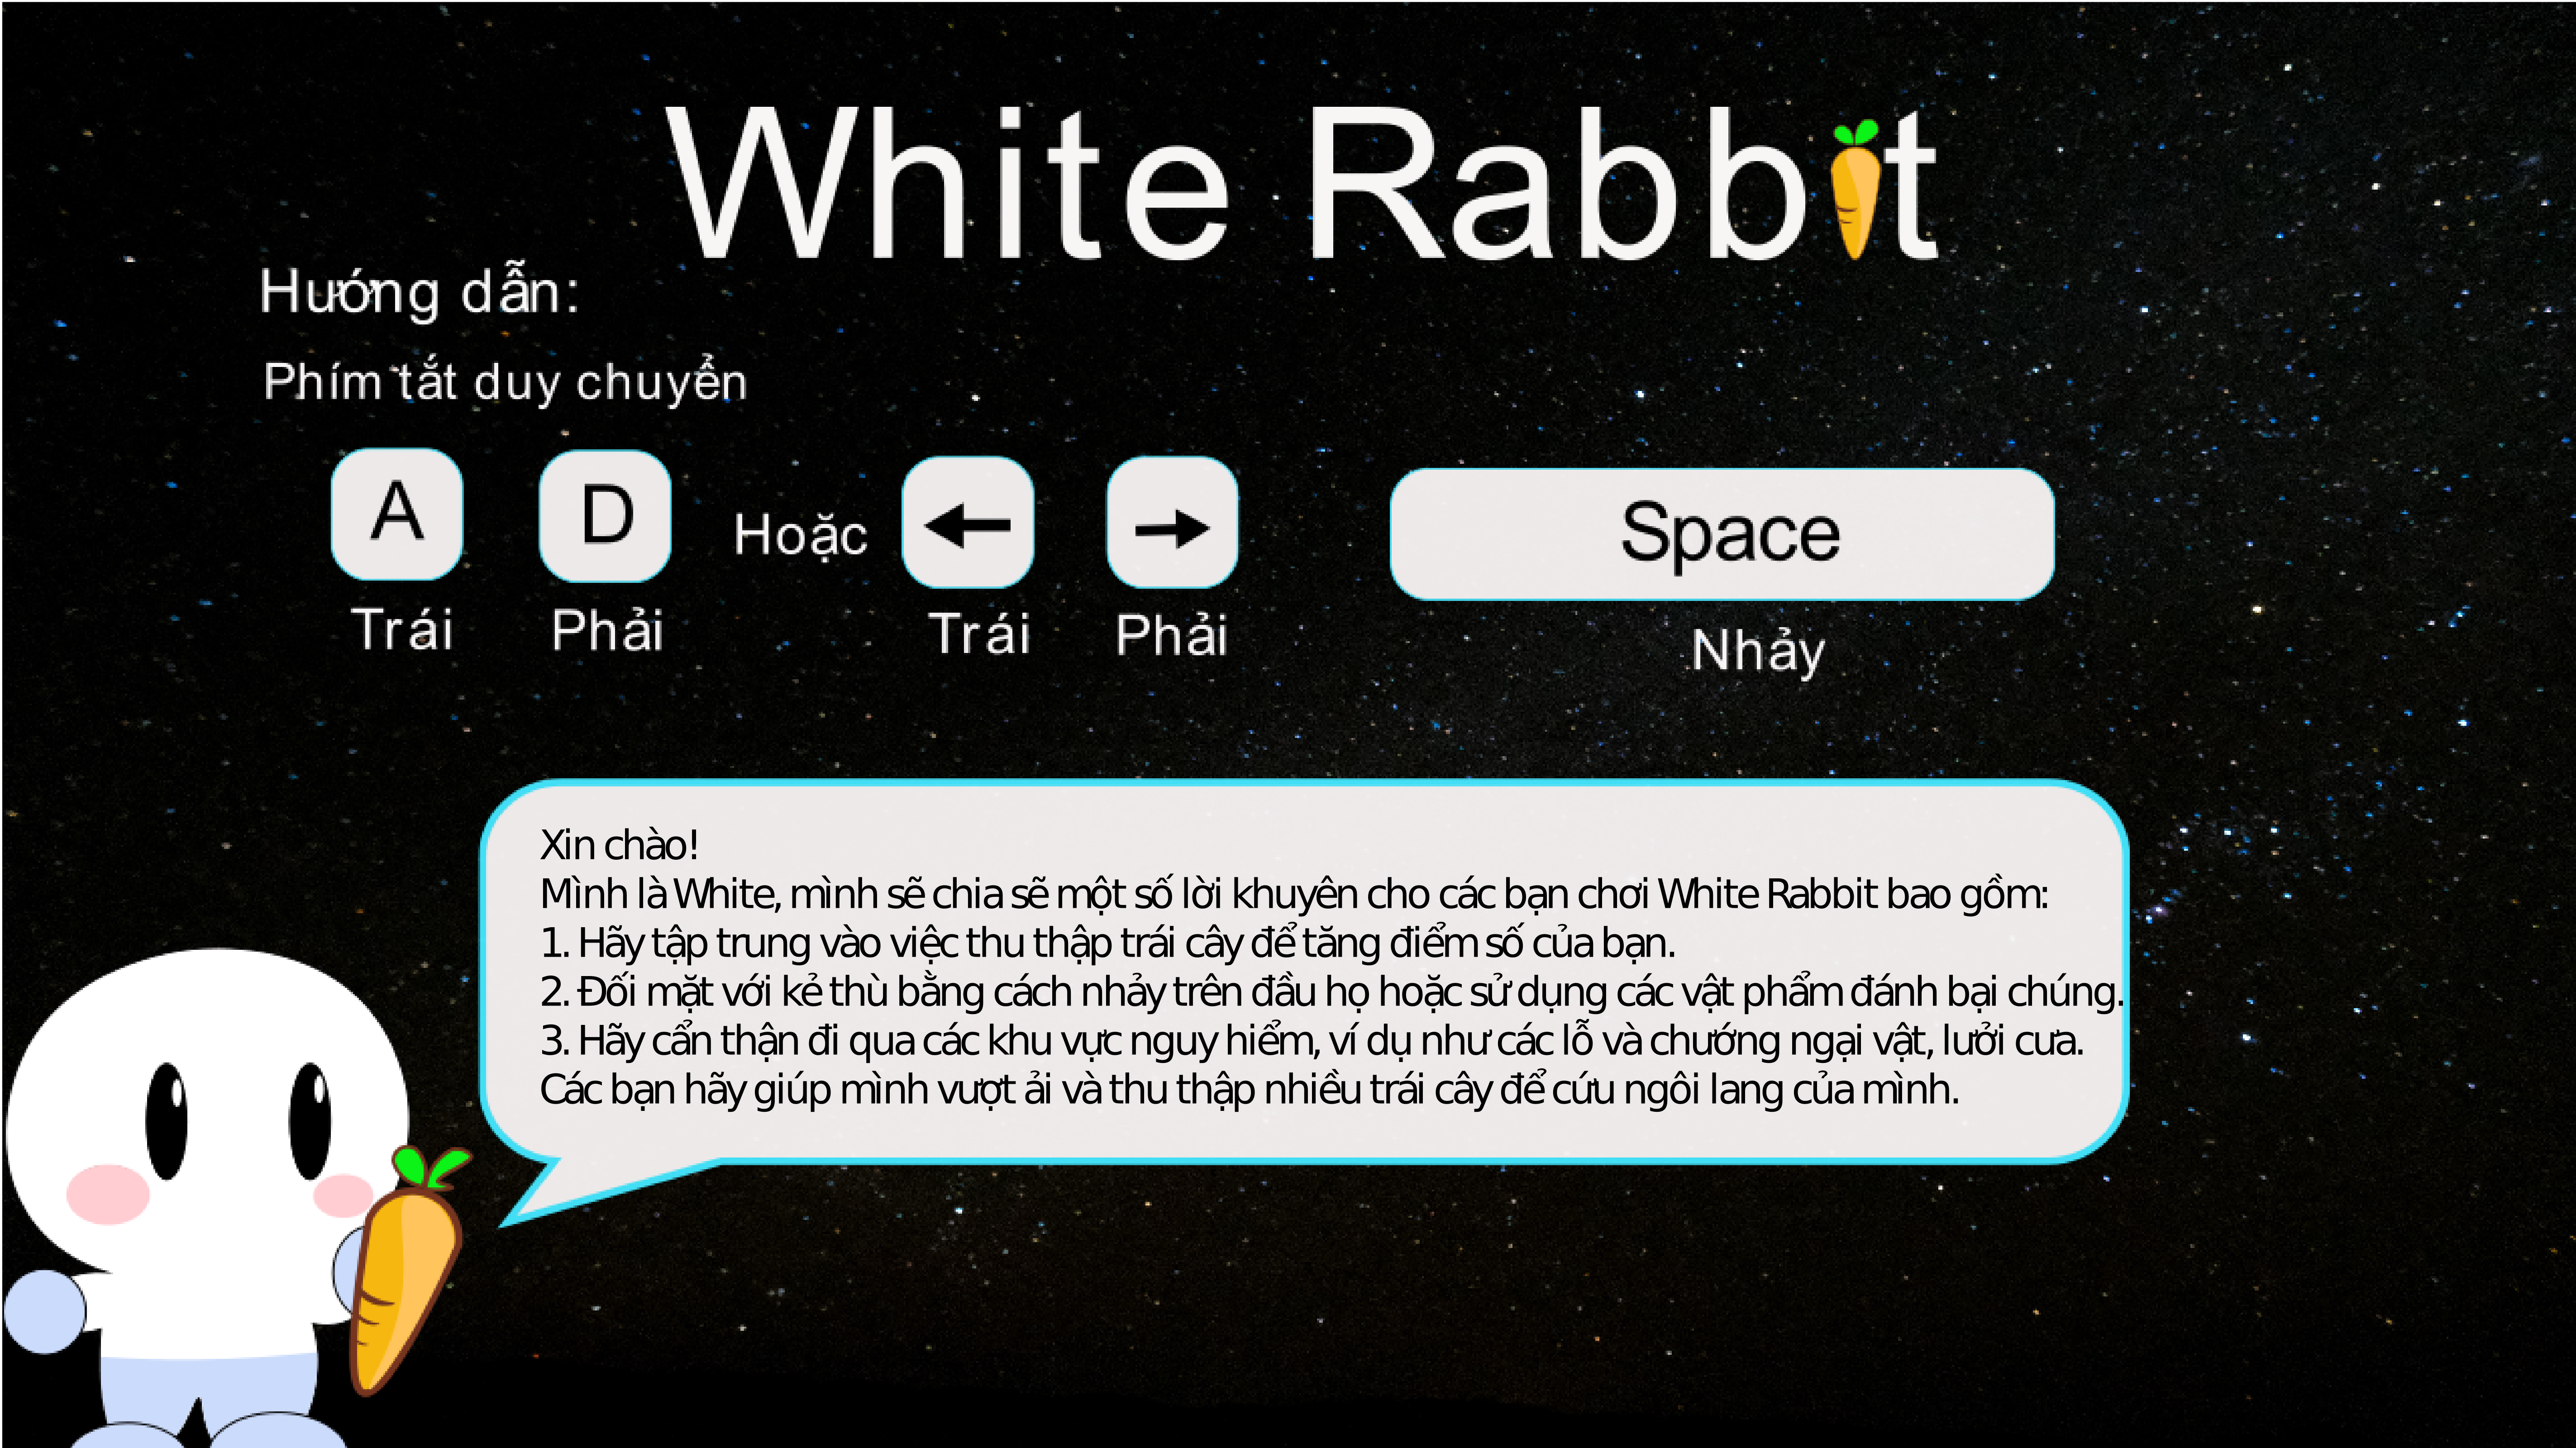 White Rabbit
Hướng dẫn:
Phím tắt duy chuyển
A D Hoặc ← → Space
Trái Phải Trái Phải Nhảy
Xin chào!
Mình là White, mình sẽ chia sẽ một số lời khuyên cho các bạn chơi White Rabbit bao gồm:
1. Hãy tập trung vào việc thu thập trái cây để tăng điểm số của bạn.
2. Đối mặt với kẻ thù bằng cách nhảy trên đầu họ hoặc sử dụng các vật phẩm đánh bại chúng.
3. Hãy cẩn thận đi qua các khu vực nguy hiểm, ví dụ như các lỗ và chướng ngại vật, lưởi cưa.
Các bạn hãy giúp mình vượt ải và thu thập nhiều trái cây để cứu ngôi lang của mình.